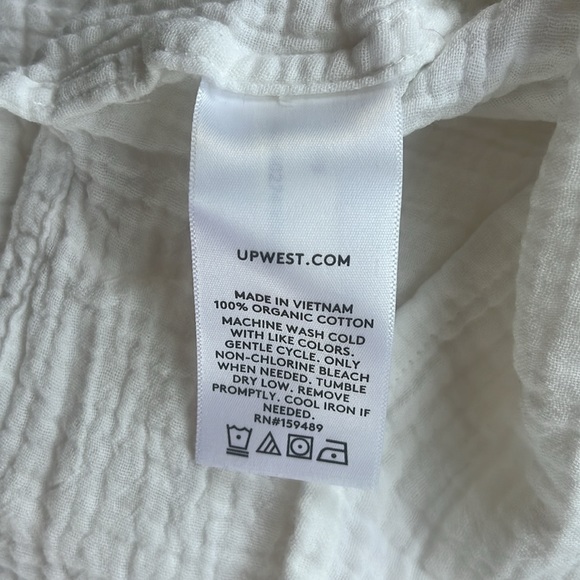 UPWEST.COM
MADE IN VIETNAM
100% ORGANIC COTTON
MACHINE WASH COLD
WITH LIKE COLORS.
GENTLE CYCLE. ONLY
NON-CHLORINE BLEACH
WHEN NEEDED. TUMBLE
DRY LOW. REMOVE
PROMPTLY. COOL IRON IF
NEEDED.
RN#159489